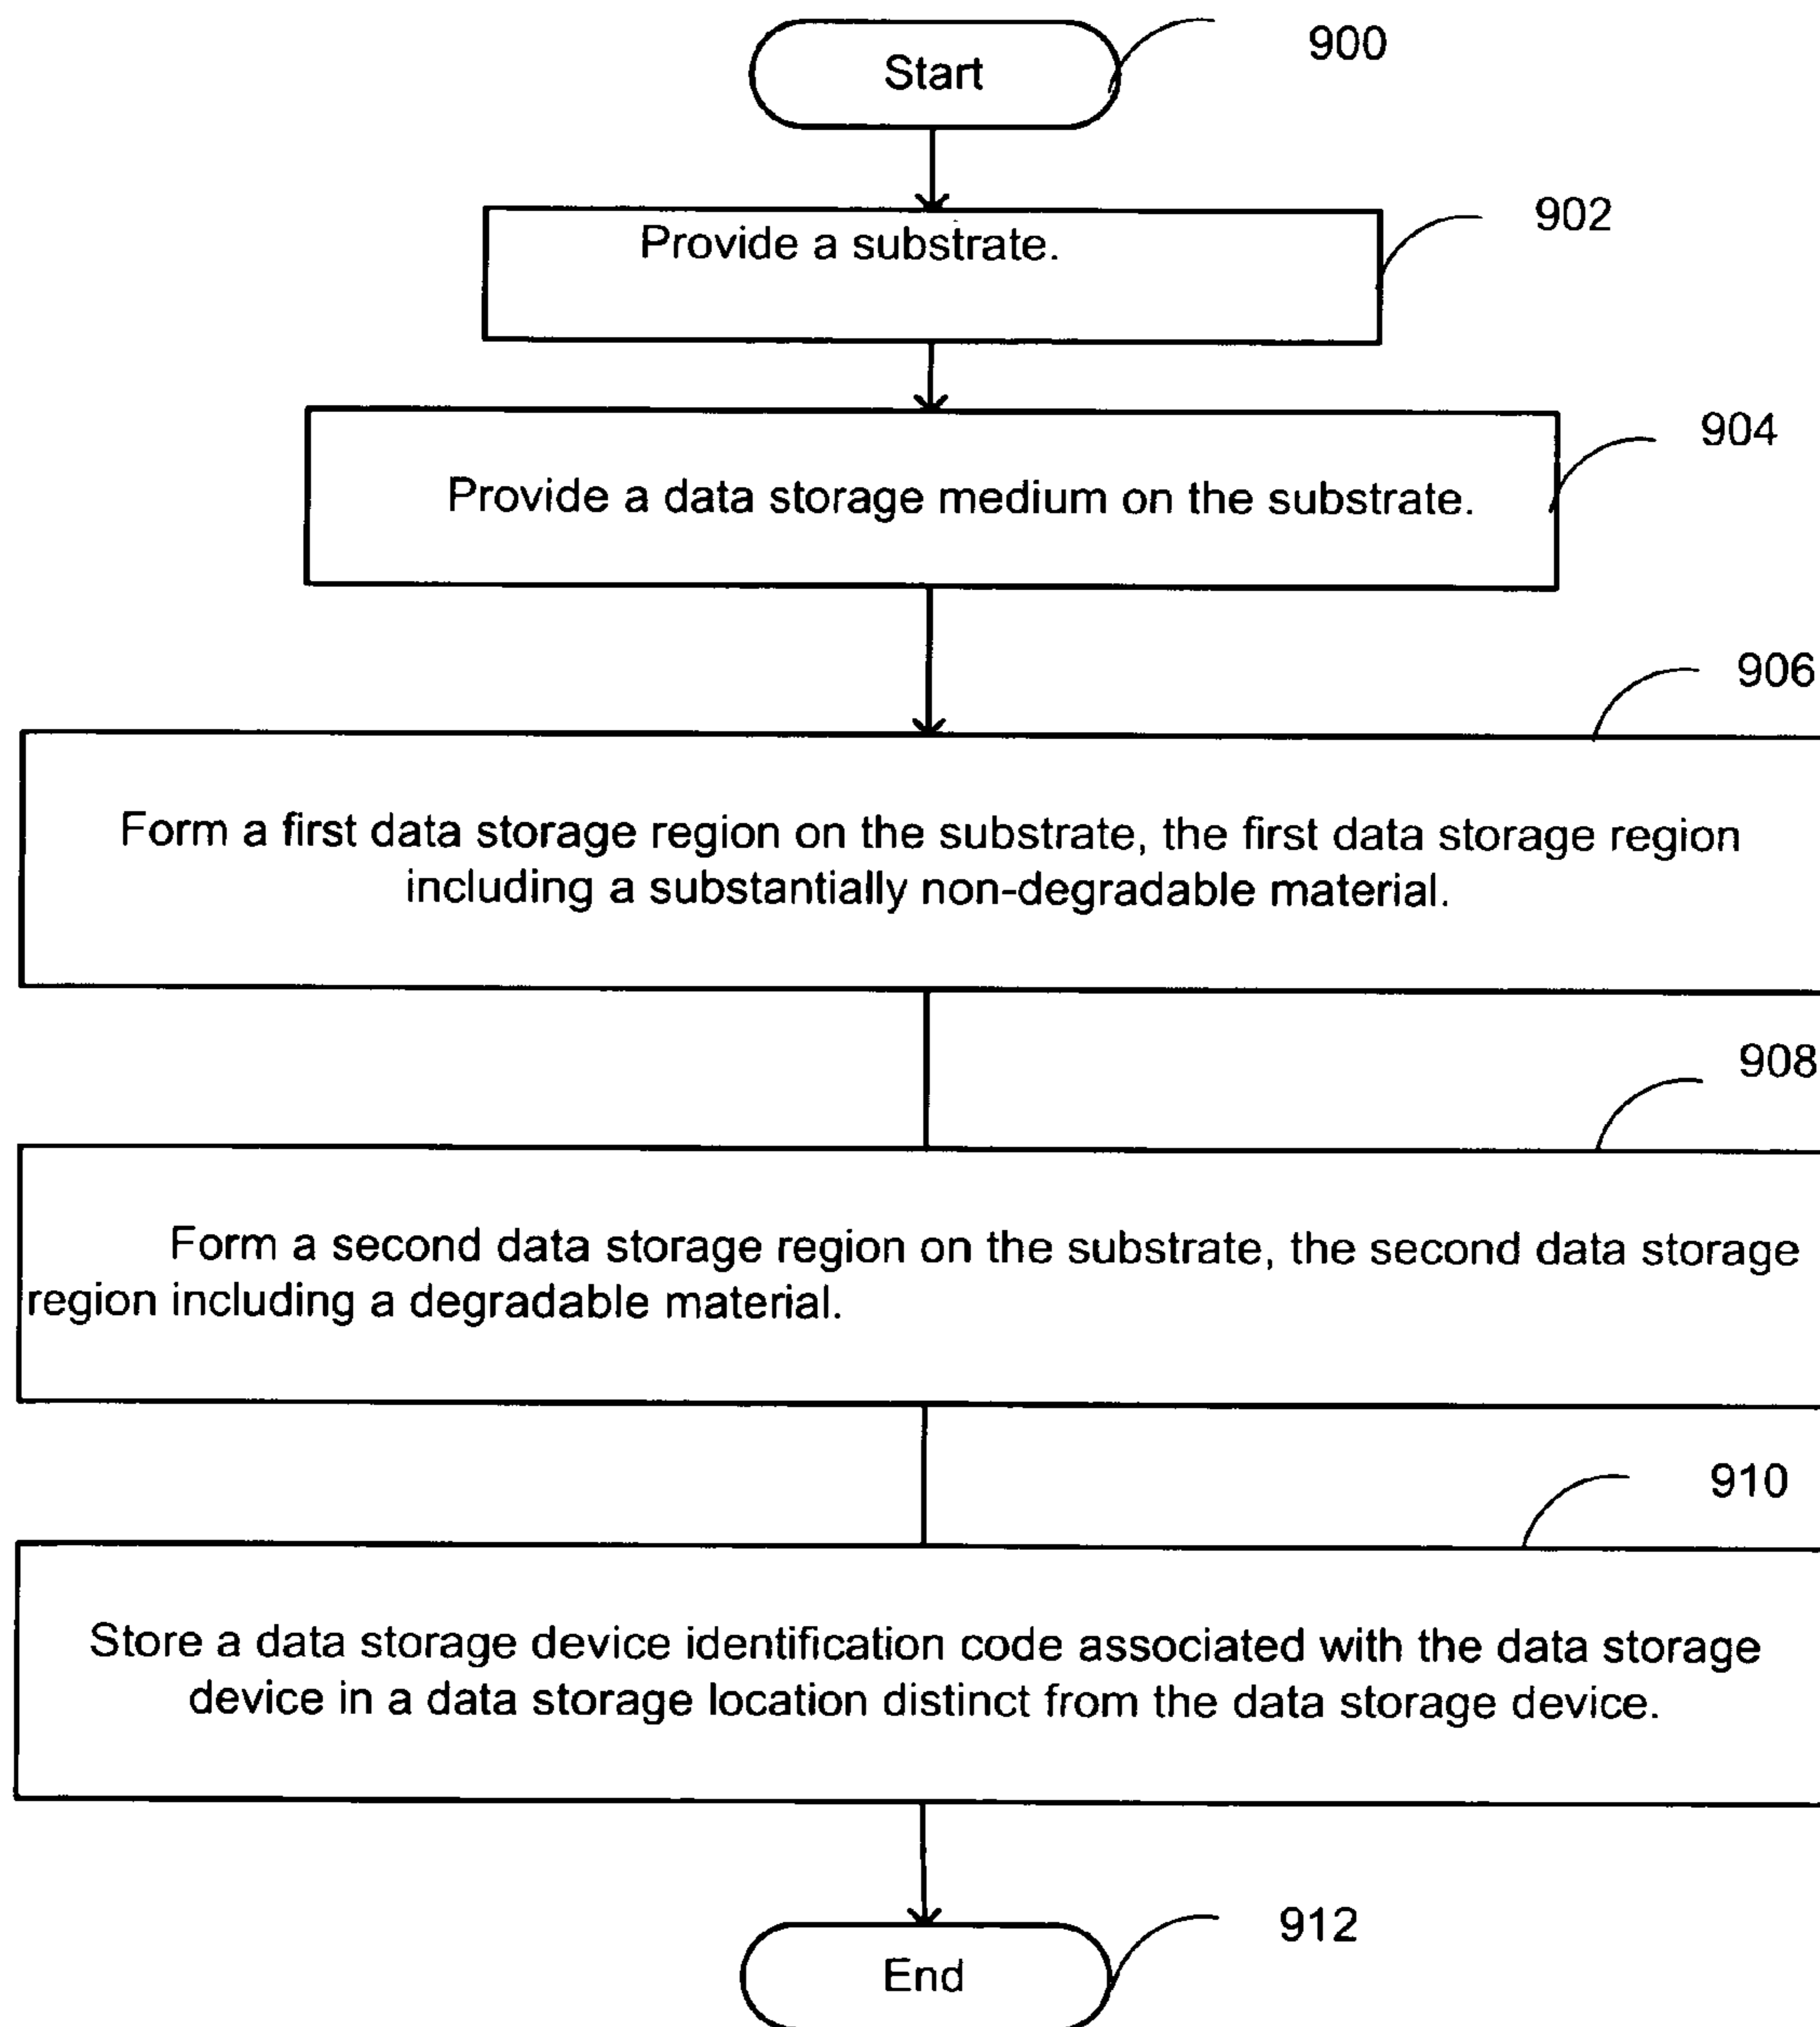 Start
900
Provide a substrate.
902
Provide a data storage medium on the substrate.
904
906
Form a first data storage region on the substrate, the first data storage region
including a substantially non-degradable material.
908
Form a second data storage region on the substrate, the second data storage
region including a degradable material.
910
Store a data storage device identification code associated with the data storage
device in a data storage location distinct from the data storage device.
End
912